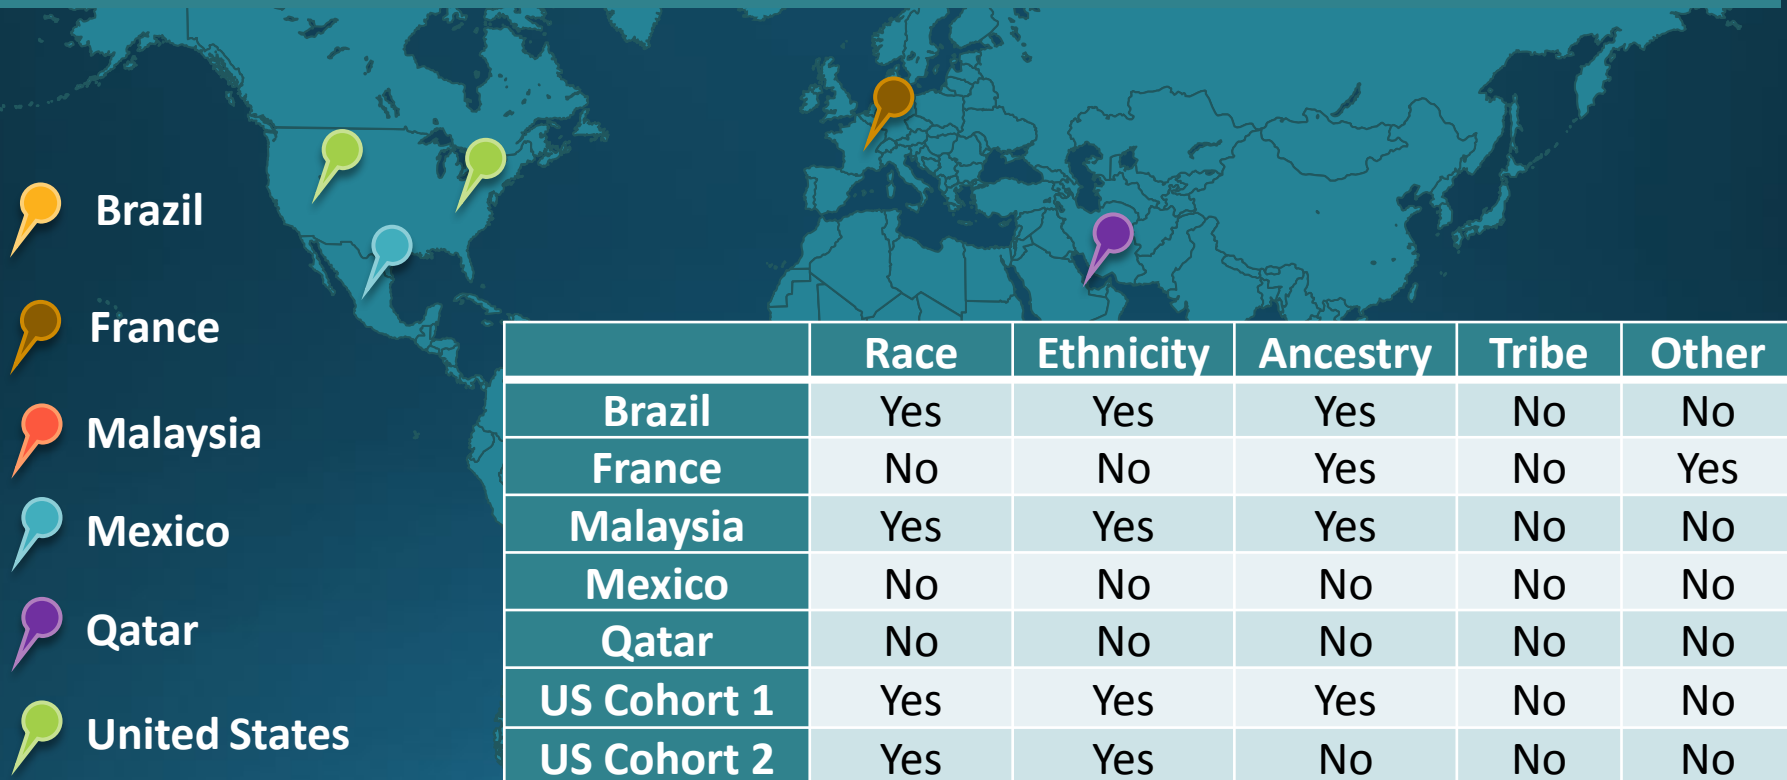 Brazil
France
Malaysia
Mexico
Qatar
United States
Race Ethnicity Ancestry Tribe Other
Brazil Yes Yes Yes No No
France No No Yes No Yes
Malaysia Yes Yes Yes No No
Mexico No No No No No
Qatar No No No No No
US Cohort 1 Yes Yes Yes No No
US Cohort 2 Yes Yes No No No